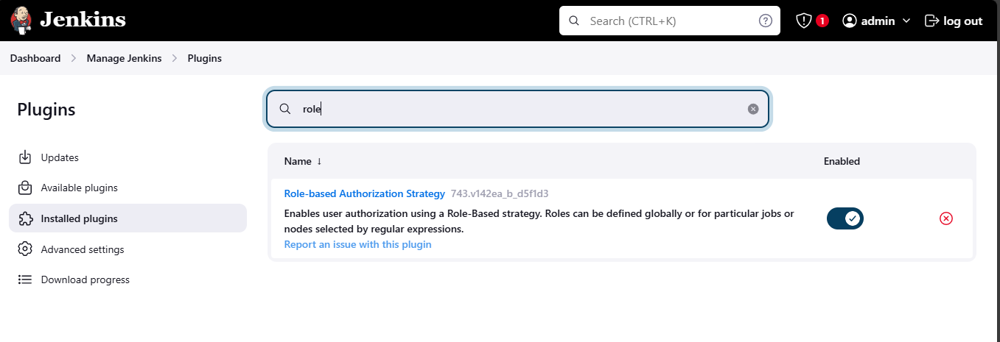 Jenkins
Search (CTRL+K)
1
admin
log out
Dashboard
Manage Jenkins
Plugins
Plugins
Updates
Available plugins
Installed plugins
Advanced settings
Download progress
role
Name ↓
Enabled
Role-based Authorization Strategy 743.v142ea_b_d5f1d3
Enables user authorization using a Role-Based strategy. Roles can be defined globally or for particular jobs or
nodes selected by regular expressions.
Report an issue with this plugin